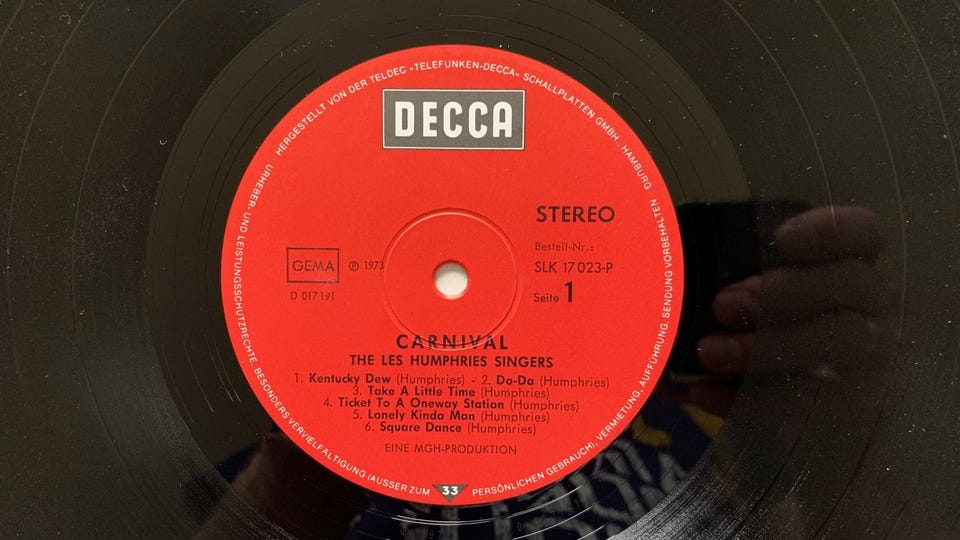 HERGESTELLT VON DER TELDEC »TELEFUNKEN-DECCA« SCHALLPLATTEN GMBH., HAMBURG ·
URHEBER- UND LEISTUNGSSCHUTZRECHTE, BESONDERS VERVIELFALTIGUNG (AUSSER ZUM PERSÖNLICHEN GEBRAUCH), VERMIETUNG, AUFFUHRUNG, SENDUNG VORBEHALTEN ·
DECCA
STEREO
Bestell-Nr.:
SLK 17 023-P
Seite 1
GEMA ℗ 1973
D 017 191
CARNIVAL
THE LES HUMPHRIES SINGERS
1. Kentucky Dew (Humphries) - 2. Do-Da (Humphries)
3. Take A Little Time (Humphries)
4. Ticket To A Oneway Station (Humphries)
5. Lonely Kinda Man (Humphries)
6. Square Dance (Humphries)
EINE MGH-PRODUKTION
33